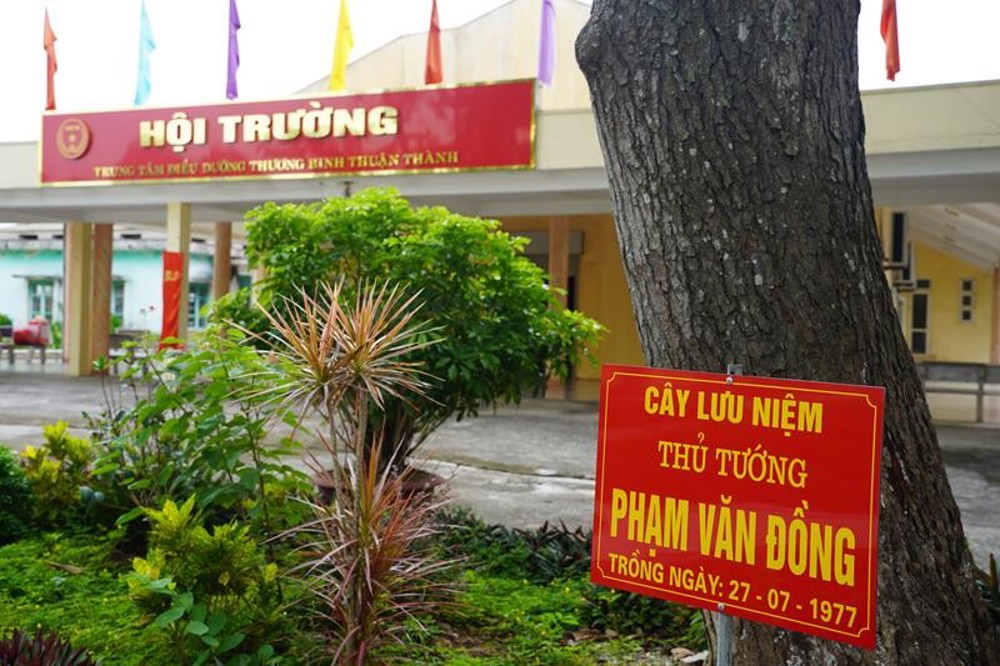 HỘI TRƯỜNG
TRUNG TÂM ĐIỀU DƯỠNG THƯƠNG BINH THUẬN THÀNH
CÂY LƯU NIỆM
THỦ TƯỚNG
PHẠM VĂN ĐỒNG
TRỒNG NGÀY: 27 - 07 - 1977